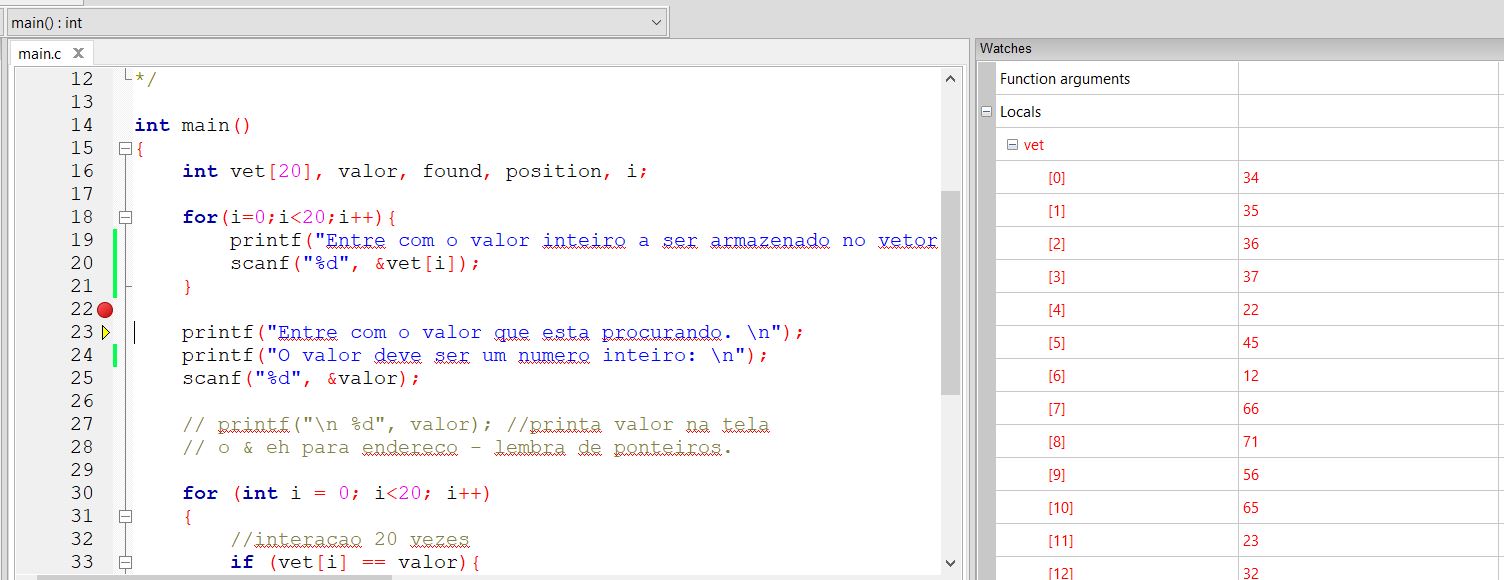 main() : int
main.c
Watches
12 */
13
14 int main()
15 {
16 int vet[20], valor, found, position, i;
17
18 for(i=0;i<20;i++){
19 printf("Entre com o valor inteiro a ser armazenado no vetor
20 scanf("%d", &vet[i]);
21 }
22
23 printf("Entre com o valor que esta procurando. \n");
24 printf("O valor deve ser um numero inteiro: \n");
25 scanf("%d", &valor);
26
27 // printf("\n %d", valor); //printa valor na tela
28 // o & eh para endereco - lembra de ponteiros.
29
30 for (int i = 0; i<20; i++)
31 {
32 //interacao 20 vezes
33 if (vet[i] == valor){
Function arguments
Locals
vet
[0] 34
[1] 35
[2] 36
[3] 37
[4] 22
[5] 45
[6] 12
[7] 66
[8] 71
[9] 56
[10] 65
[11] 23
[12] 32